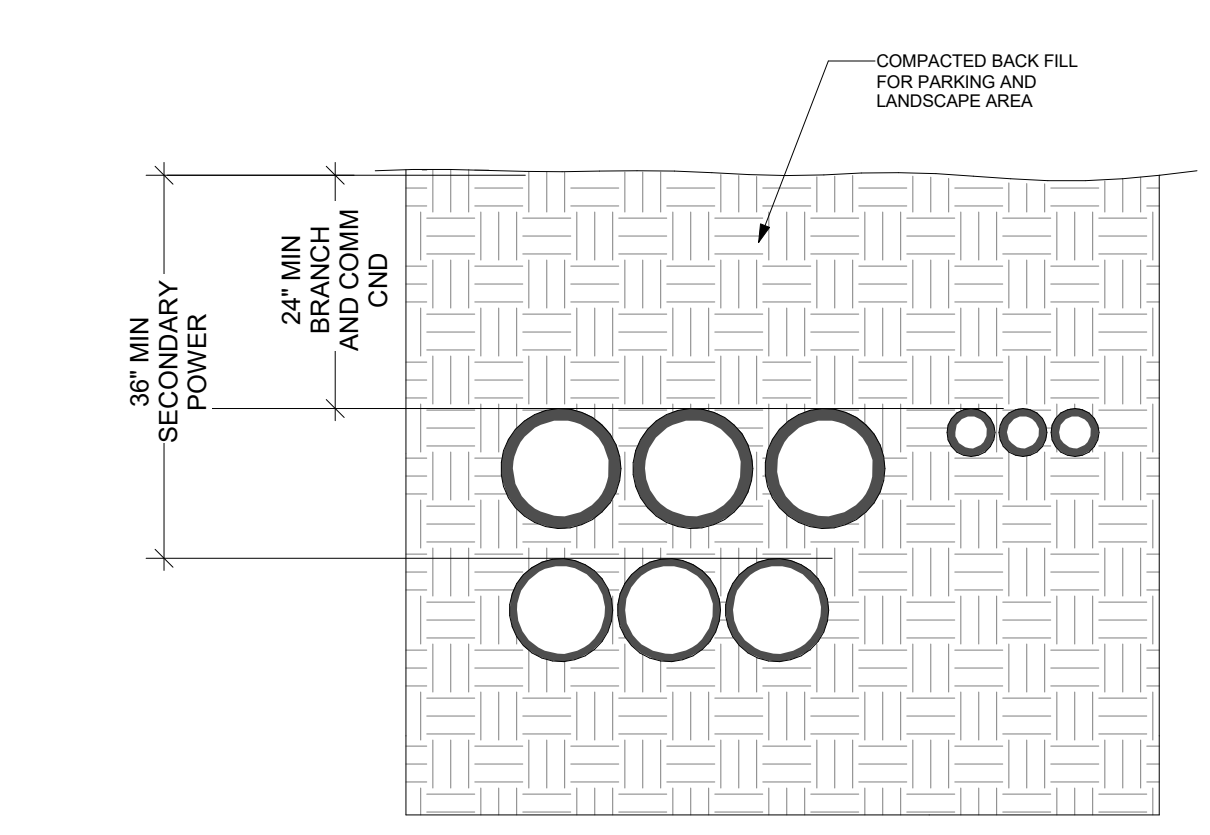 COMPACTED BACK FILL
FOR PARKING AND
LANDSCAPE AREA
36" MIN
SECONDARY
POWER
24" MIN
BRANCH
AND COMM
CND